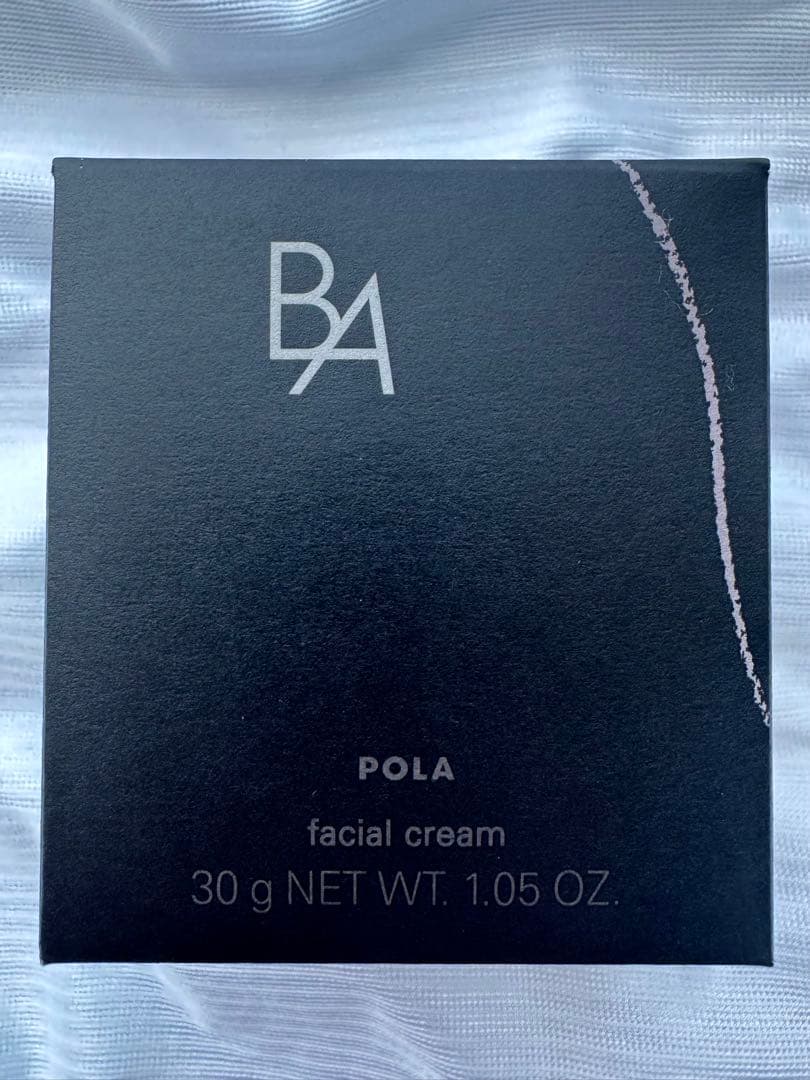 BA
POLA
facial cream
30 g NET WT. 1.05 OZ.